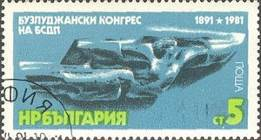 БУЗЛУДЖАНСКИ КОНГРЕС 1891 ★ 1981
НА БСДП
ПОЩА
НР БЪЛГАРИЯ СТ 5